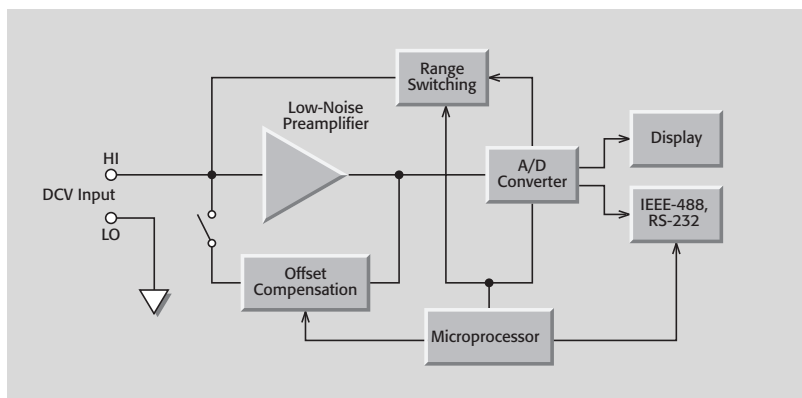 Range
Switching
Low-Noise
Preamplifier
HI
DCV Input
LO
A/D
Converter
Display
IEEE-488,
RS-232
Offset
Compensation
Microprocessor